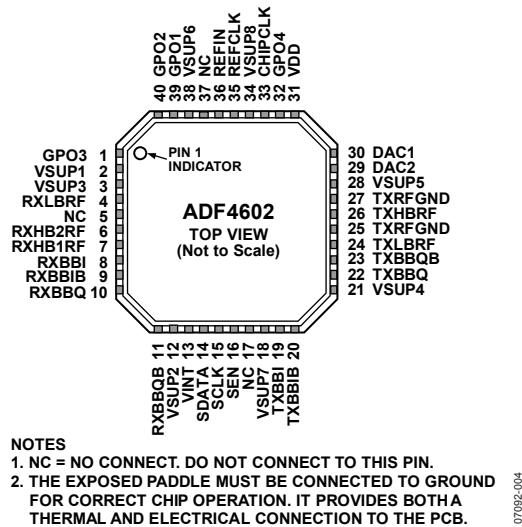 40 GPO2
39 GPO1
38 VSUP6
37 NC
36 REFIN
35 REFCLK
34 VSUP8
33 CHIPCLK
32 GPO4
31 VDD
GPO3 1
VSUP1 2
VSUP3 3
RXLBRF 4
NC 5
RXHB2RF 6
RXHB1RF 7
RXBBI 8
RXBBIB 9
RXBBQ 10
PIN 1
INDICATOR
ADF4602
TOP VIEW
(Not to Scale)
30 DAC1
29 DAC2
28 VSUP5
27 TXRFGND
26 TXHBRF
25 TXRFGND
24 TXLBRF
23 TXBBQB
22 TXBBQ
21 VSUP4
RXBBQB 11
VSUP2 12
VINT 13
SDATA 14
SCLK 15
SEN 16
NC 17
VSUP7 18
TXBBI 19
TXBBIB 20
NOTES
1. NC = NO CONNECT. DO NOT CONNECT TO THIS PIN.
2. THE EXPOSED PADDLE MUST BE CONNECTED TO GROUND
FOR CORRECT CHIP OPERATION. IT PROVIDES BOTH A
THERMAL AND ELECTRICAL CONNECTION TO THE PCB.
07092-004